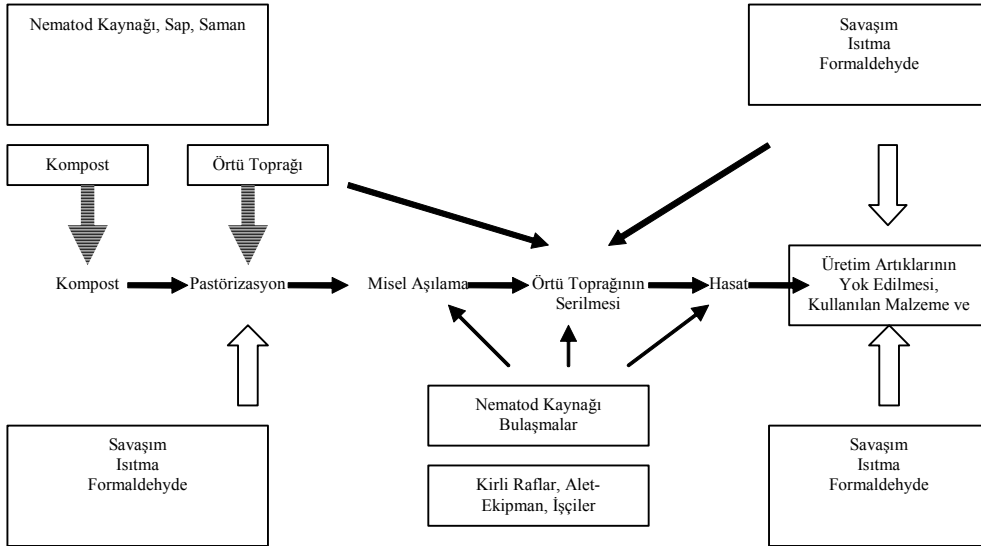 Nematod Kaynağı, Sap, Saman
Savaşım
Isıtma
Formaldehyde
Kompost
Örtü Toprağı
Kompost
Pastörizasyon
Misel Aşılama
Örtü Toprağının
Serilmesi
Hasat
Üretim Artıklarının
Yok Edilmesi,
Kullanılan Malzeme ve
Nematod Kaynağı
Bulaşmalar
Kirli Raflar, Alet-
Ekipman, İşçiler
Savaşım
Isıtma
Formaldehyde
Savaşım
Isıtma
Formaldehyde